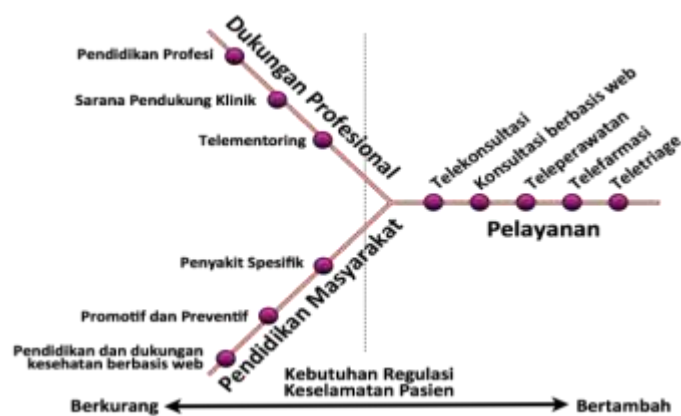 Dukungan Profesional
Pendidikan Profesi
Sarana Pendukung Klinik
Telementoring
Telekonsultasi
Konsultasi berbasis web
Teleperawatan
Telefarmasi
Teletriage
Pelayanan
Penyakit Spesifik
Promotif dan Preventif
Pendidikan dan dukungan
kesehatan berbasis web
Pendidikan Masyarakat
Kebutuhan Regulasi
Keselamatan Pasien
Berkurang
Bertambah